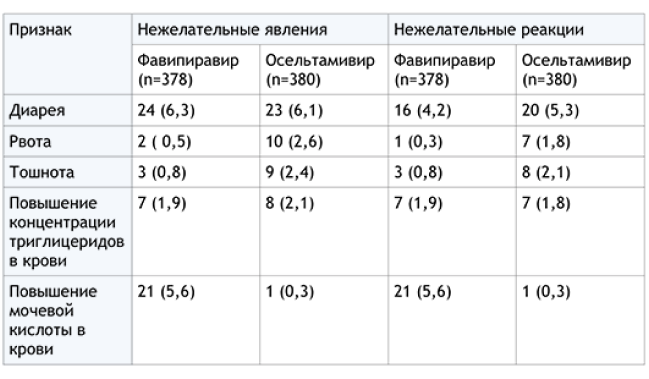 Признак Нежелательные явления Нежелательные реакции
Фавипиравир Осельтамивир Фавипиравир Осельтамивир
(n=378) (n=380) (n=378) (n=380)
Диарея 24 (6,3) 23 (6,1) 16 (4,2) 20 (5,3)
Рвота 2 ( 0,5) 10 (2,6) 1 (0,3) 7 (1,8)
Тошнота 3 (0,8) 9 (2,4) 3 (0,8) 8 (2,1)
Повышение 7 (1,9) 8 (2,1) 7 (1,9) 7 (1,8)
концентрации
триглицеридов
в крови
Повышение 21 (5,6) 1 (0,3) 21 (5,6) 1 (0,3)
мочевой
кислоты в
крови